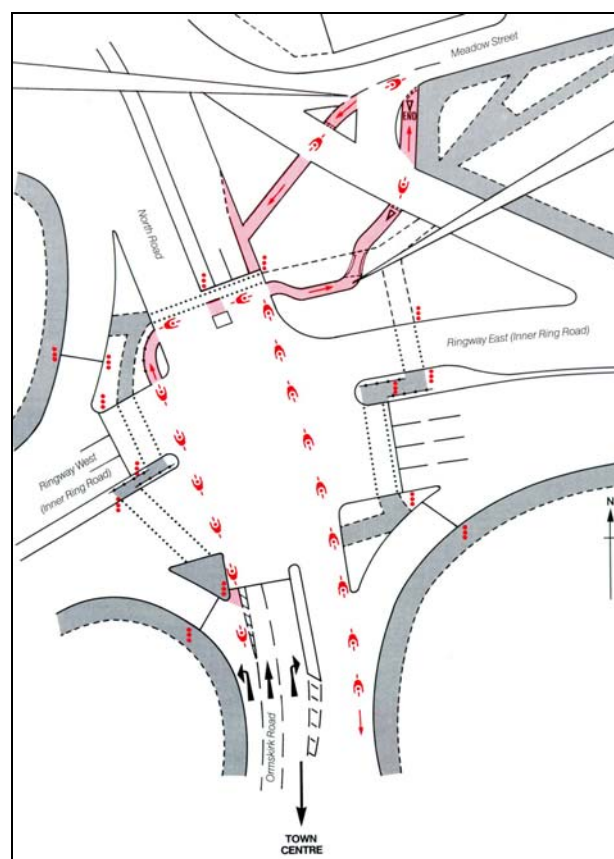 Meadow Street
END
North Road
Ringway East (Inner Ring Road)
Ringway West
(Inner Ring Road)
N
Ormskirk Road
TOWN
CENTRE